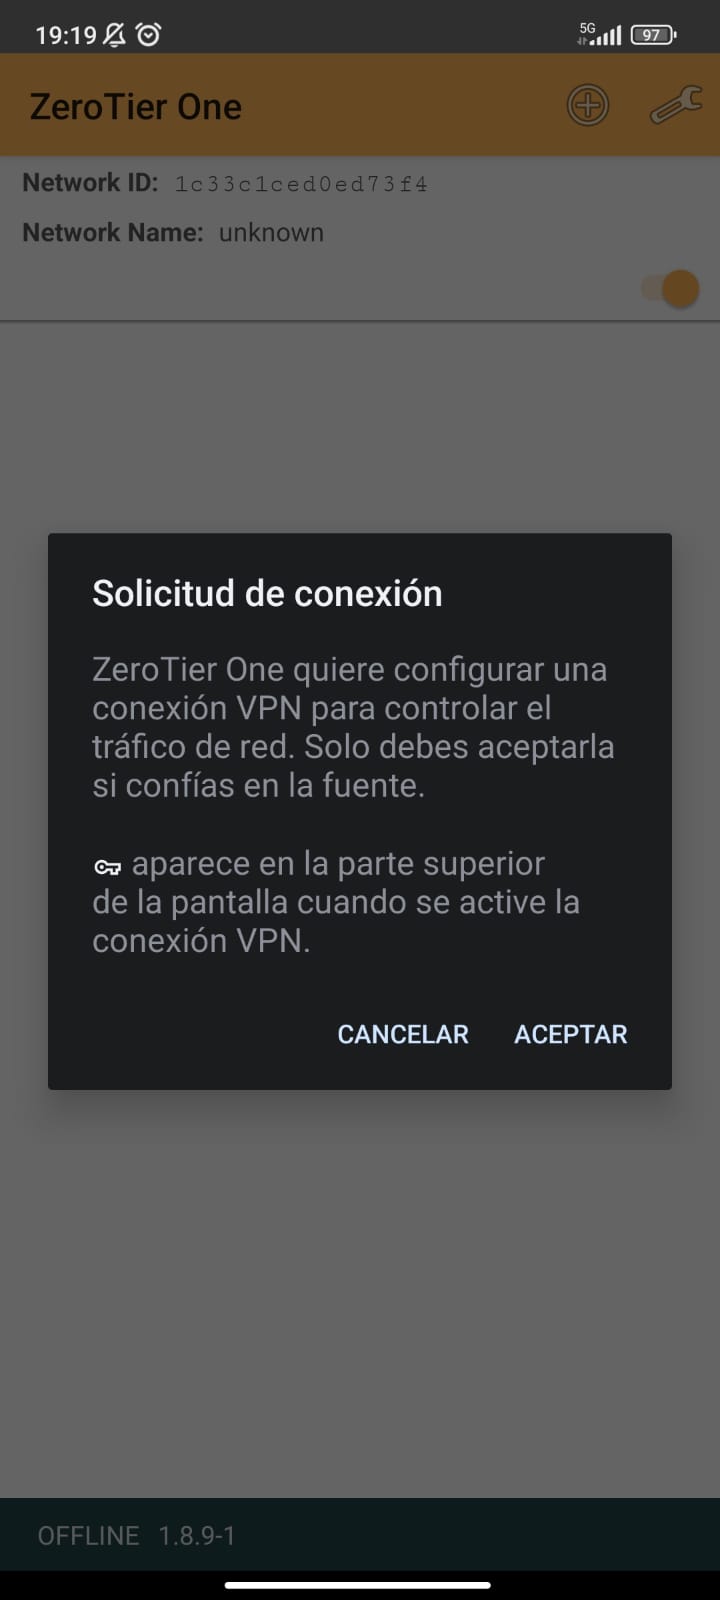 19:19 5G 97
ZeroTier One
Network ID: 1c33c1ced0ed73f4
Network Name: unknown
Solicitud de conexión
ZeroTier One quiere configurar una
conexión VPN para controlar el
tráfico de red. Solo debes aceptarla
si confías en la fuente.
aparece en la parte superior
de la pantalla cuando se active la
conexión VPN.
CANCELAR ACEPTAR
OFFLINE 1.8.9-1